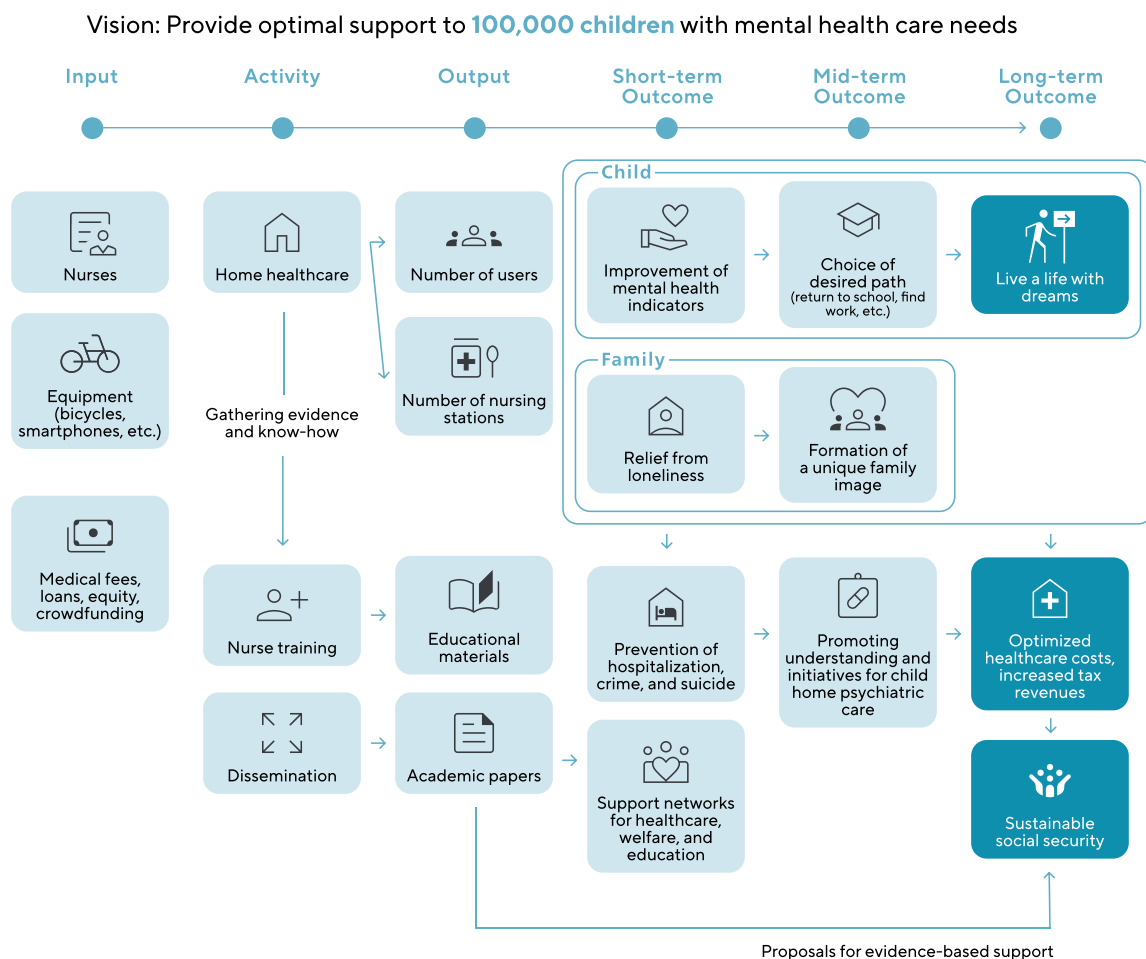 Vision: Provide optimal support to 100,000 children with mental health care needs
Input
Activity
Output
Short-term
Outcome
Mid-term
Outcome
Long-term
Outcome
Nurses
Equipment
(bicycles,
smartphones, etc.)
Medical fees,
loans, equity,
crowdfunding
Home healthcare
Gathering evidence
and know-how
Nurse training
Dissemination
Number of users
Number of nursing
stations
Educational
materials
Academic papers
Child
Improvement of
mental health
indicators
Choice of
desired path
(return to school, find
work, etc.)
Live a life with
dreams
Family
Relief from
loneliness
Formation of
a unique family
image
Prevention of
hospitalization,
crime, and suicide
Promoting
understanding and
initiatives for child
home psychiatric
care
Optimized
healthcare costs,
increased tax
revenues
Support networks
for healthcare,
welfare, and
education
Sustainable
social security
Proposals for evidence-based support